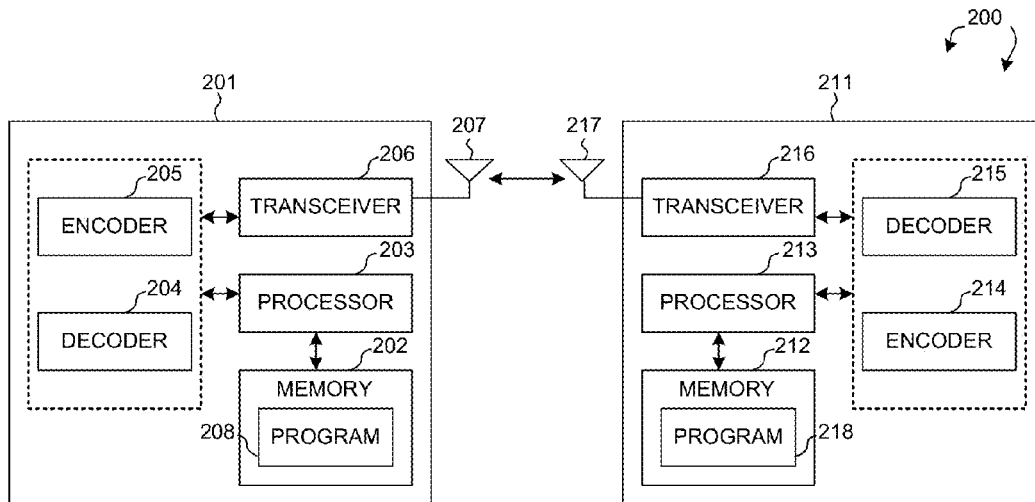 200
201
211
207
217
206
216
205
215
TRANSCEIVER
TRANSCEIVER
ENCODER
DECODER
203
213
204
214
PROCESSOR
PROCESSOR
DECODER
ENCODER
202
212
MEMORY
MEMORY
208
PROGRAM
PROGRAM
218